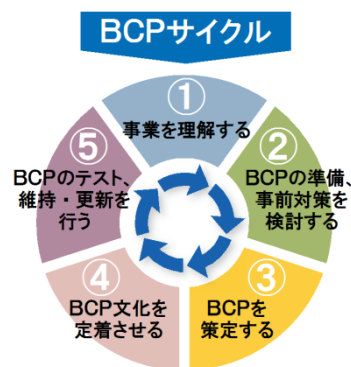 BCPサイクル
①
事業を理解する
②
BCPの準備、
事前対策を
検討する
③
BCPを
策定する
④
BCP文化を
定着させる
⑤
BCPのテスト、
維持・更新を
行う